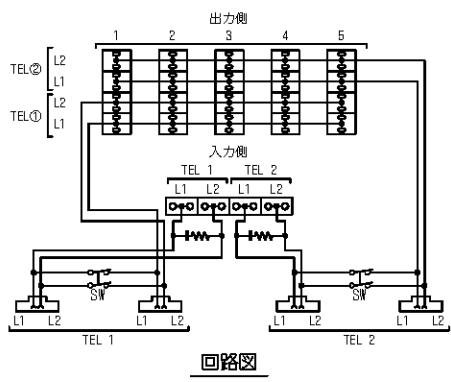 出力側
1 2 3 4 5
TEL② L2
L1
TEL① L2
L1
入力側
TEL 1 TEL 2
L1 L2 L1 L2
SW SW
L1 L2 L1 L2 L1 L2 L1 L2
TEL 1 TEL 2
回路図